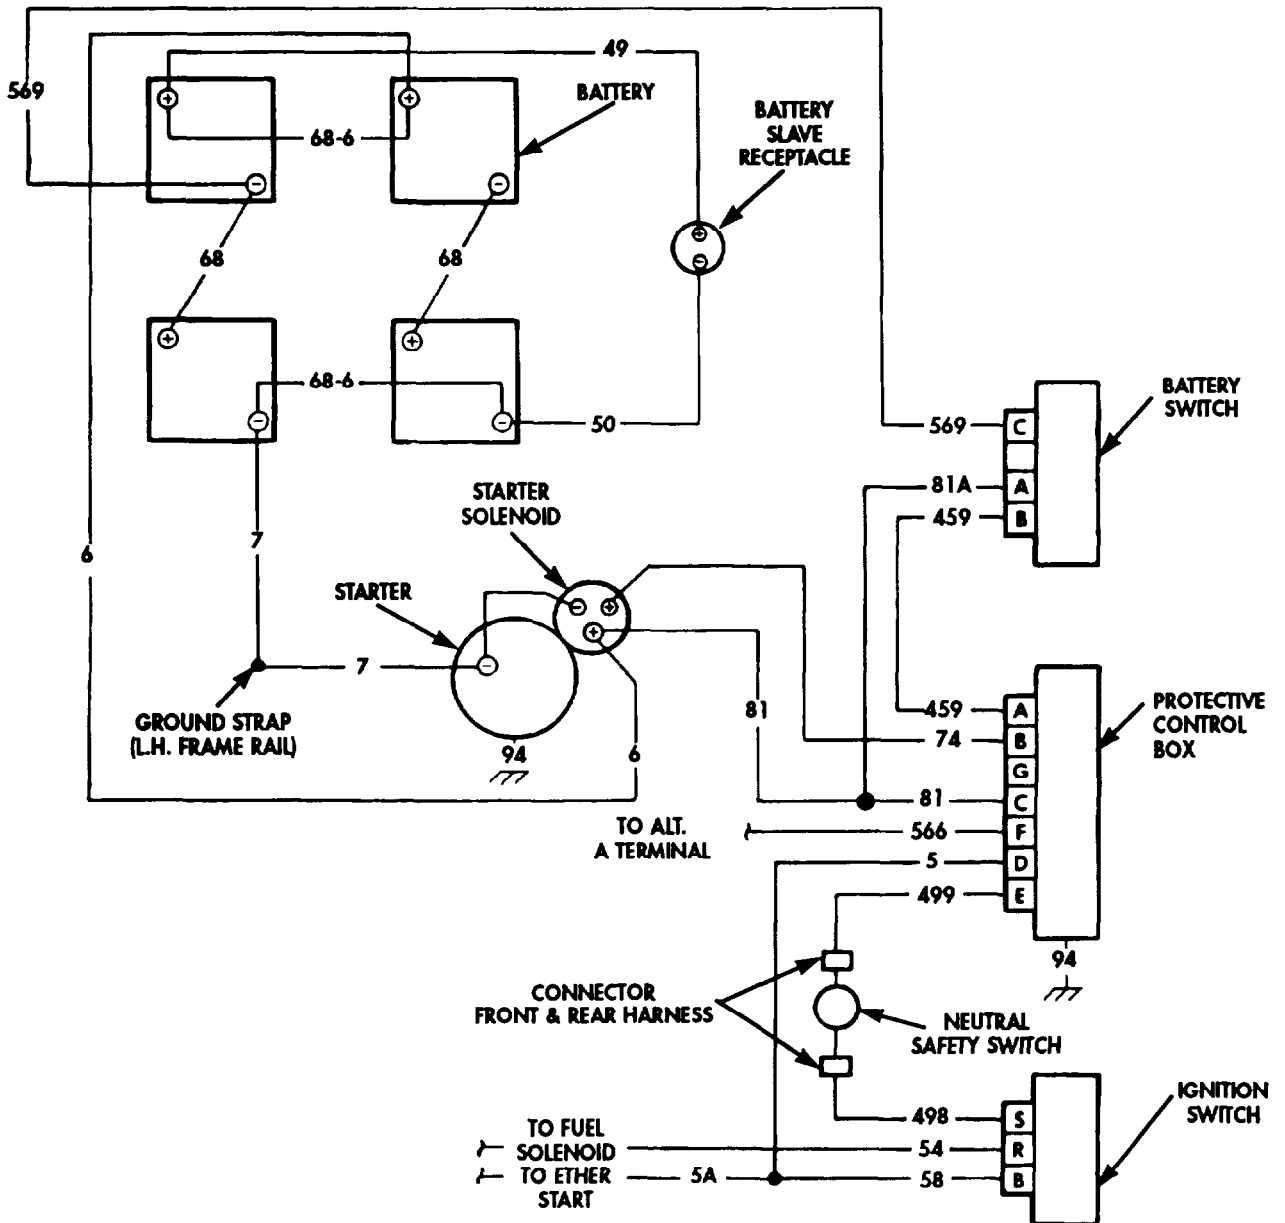 49
569
BATTERY
BATTERY
SLAVE
RECEPTACLE
+
+
68-6
-
-
+
-
68
68
+
+
68-6
-
-
50
BATTERY
SWITCH
569
C
81A
A
459
B
STARTER
SOLENOID
7
6
STARTER
-
+
+
-
7
GROUND STRAP
(L.H. FRAME RAIL)
94
6
81
PROTECTIVE
CONTROL
BOX
459
A
74
B
G
81
C
TO ALT.
A TERMINAL
566
F
5
D
499
E
94
CONNECTOR
FRONT & REAR HARNESS
NEUTRAL
SAFETY SWITCH
IGNITION
SWITCH
498
S
TO FUEL
SOLENOID
54
R
TO ETHER
START
5A
58
B